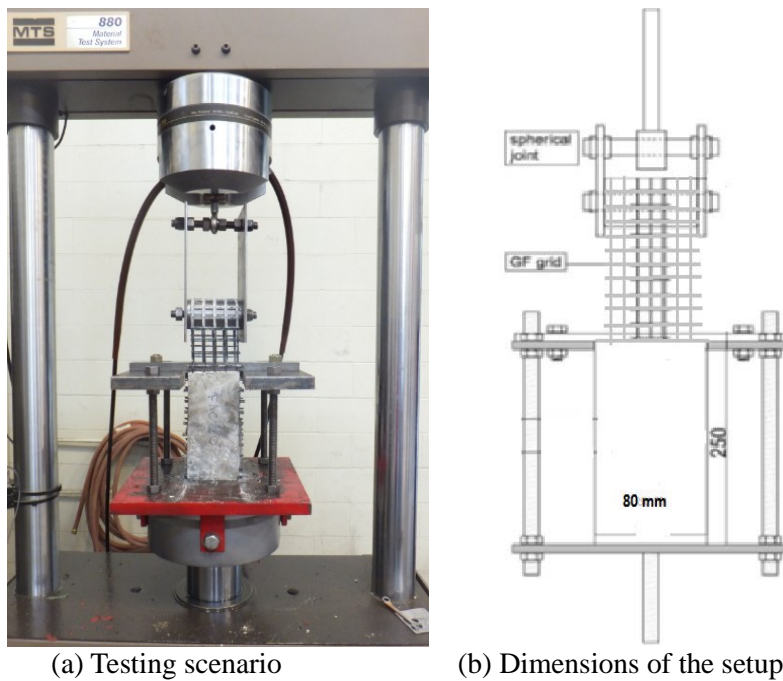 MTS
880
Material
Test System
spherical
joint
GF grid
250
80 mm
(a) Testing scenario
(b) Dimensions of the setup